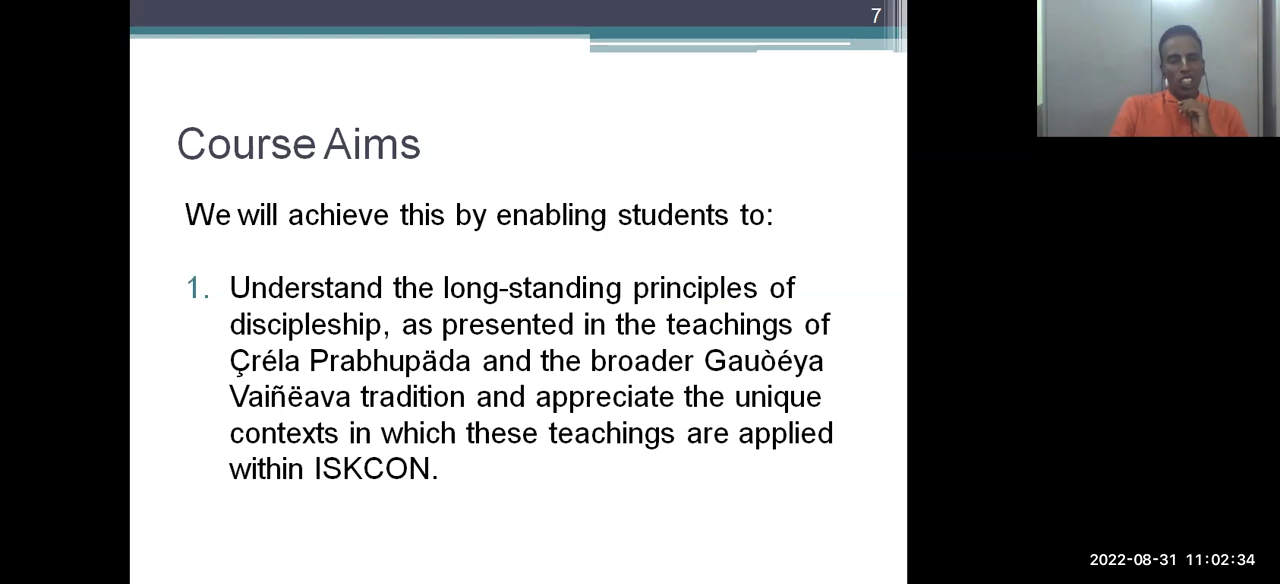 7
Course Aims
We will achieve this by enabling students to:
1. Understand the long-standing principles of
discipleship, as presented in the teachings of
Çréla Prabhupäda and the broader Gauòéya
Vaiñëava tradition and appreciate the unique
contexts in which these teachings are applied
within ISKCON.
2022-08-31 11:02:34